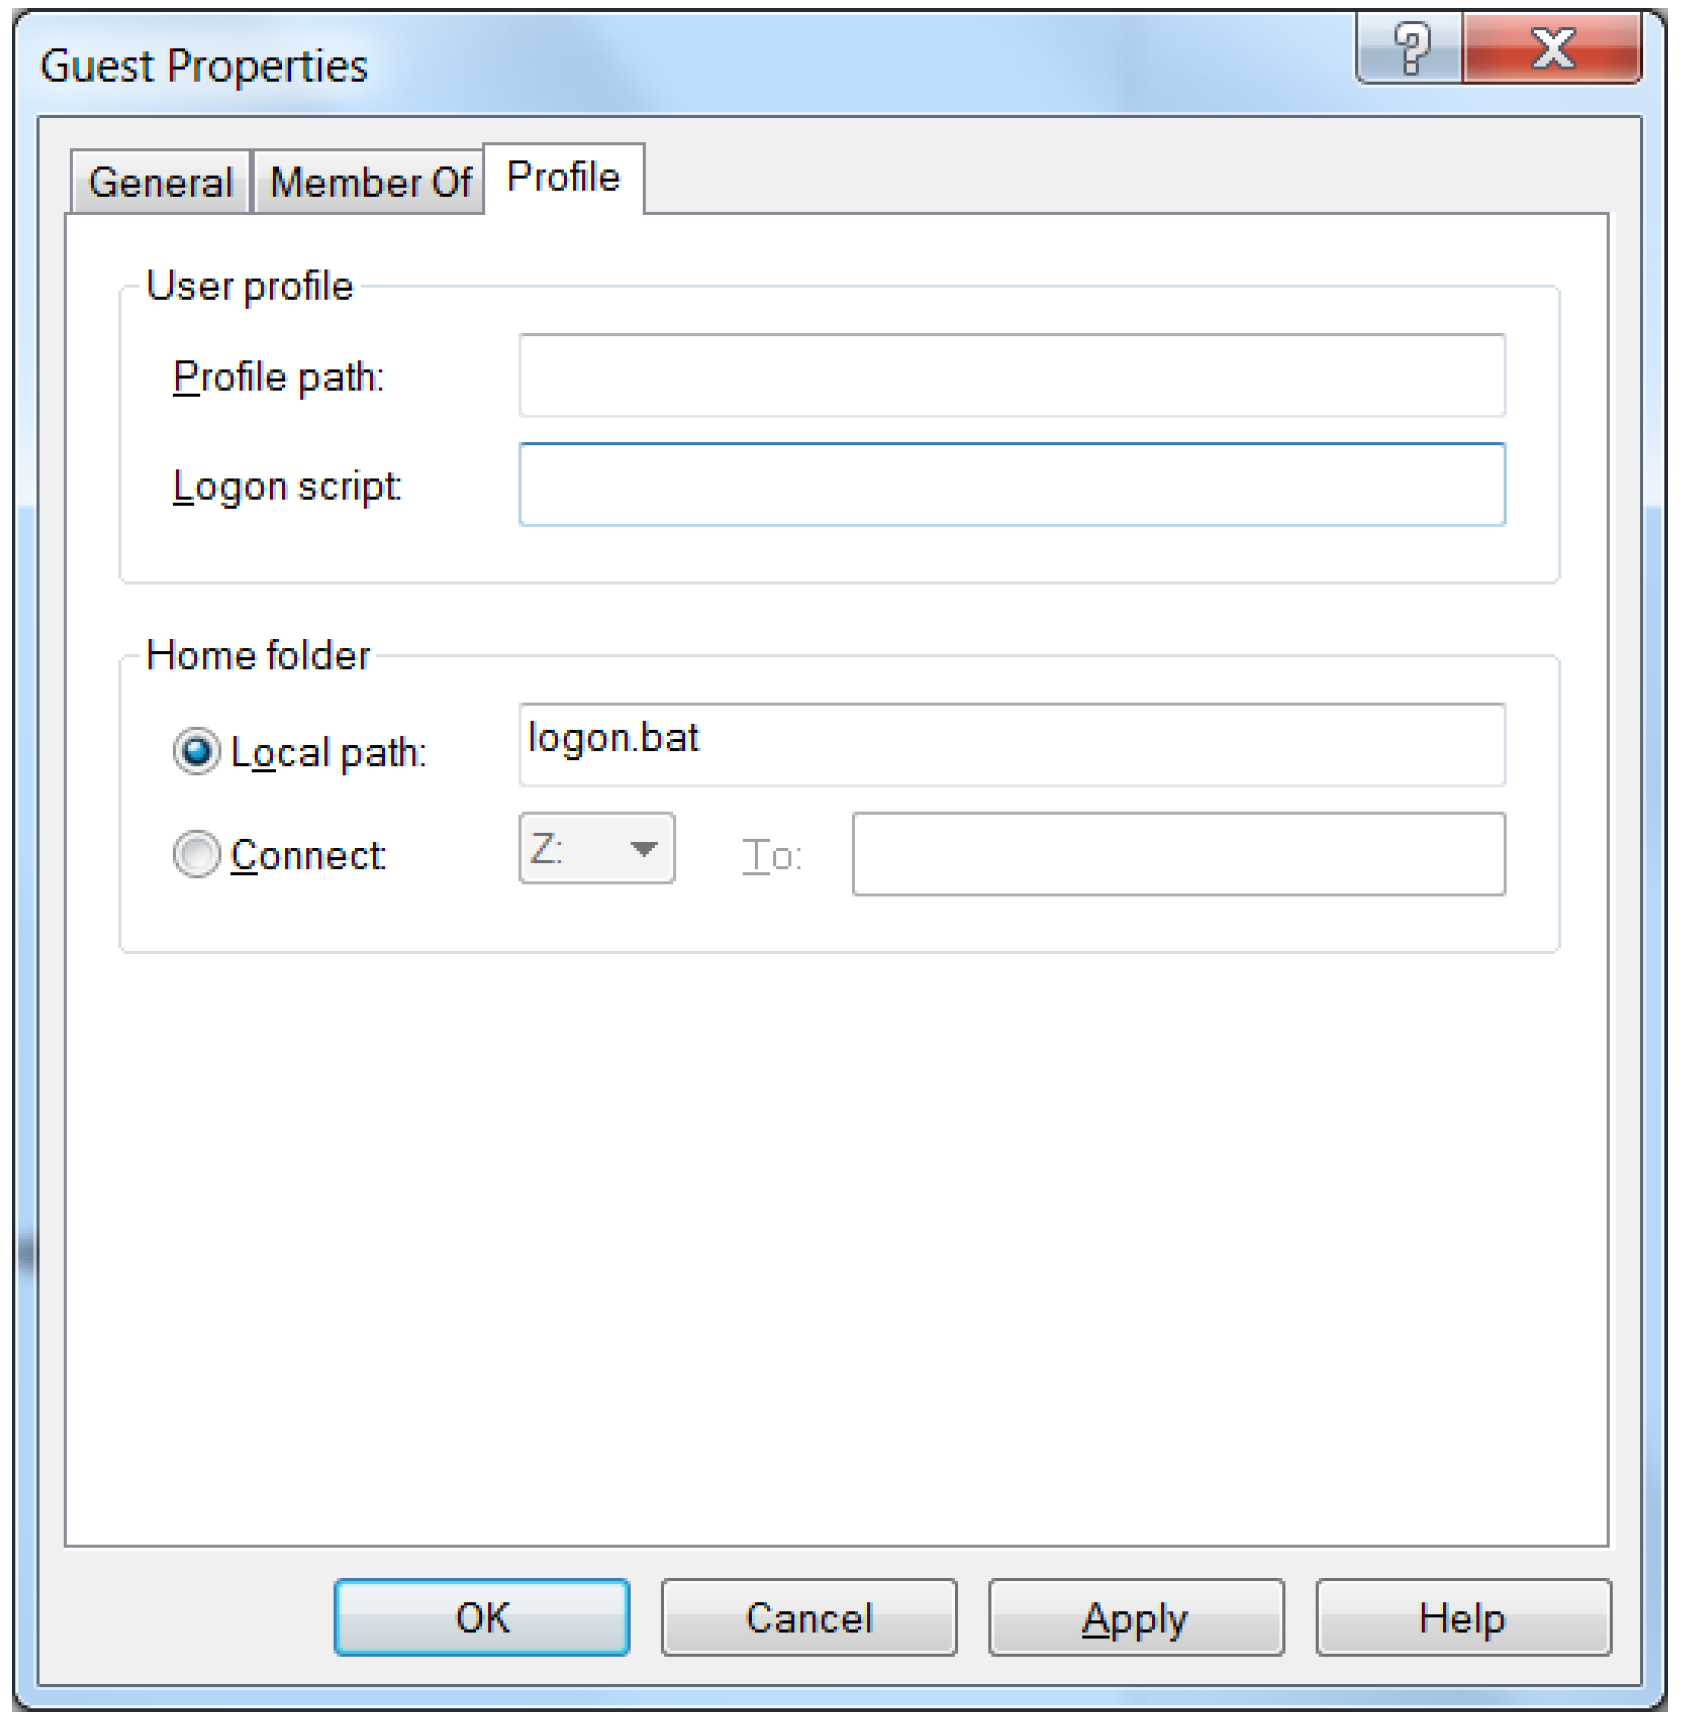 Guest Properties
General Member Of Profile
User profile
Profile path:
Logon script:
Home folder
Local path: logon.bat
Connect: Z: To:
OK Cancel Apply Help